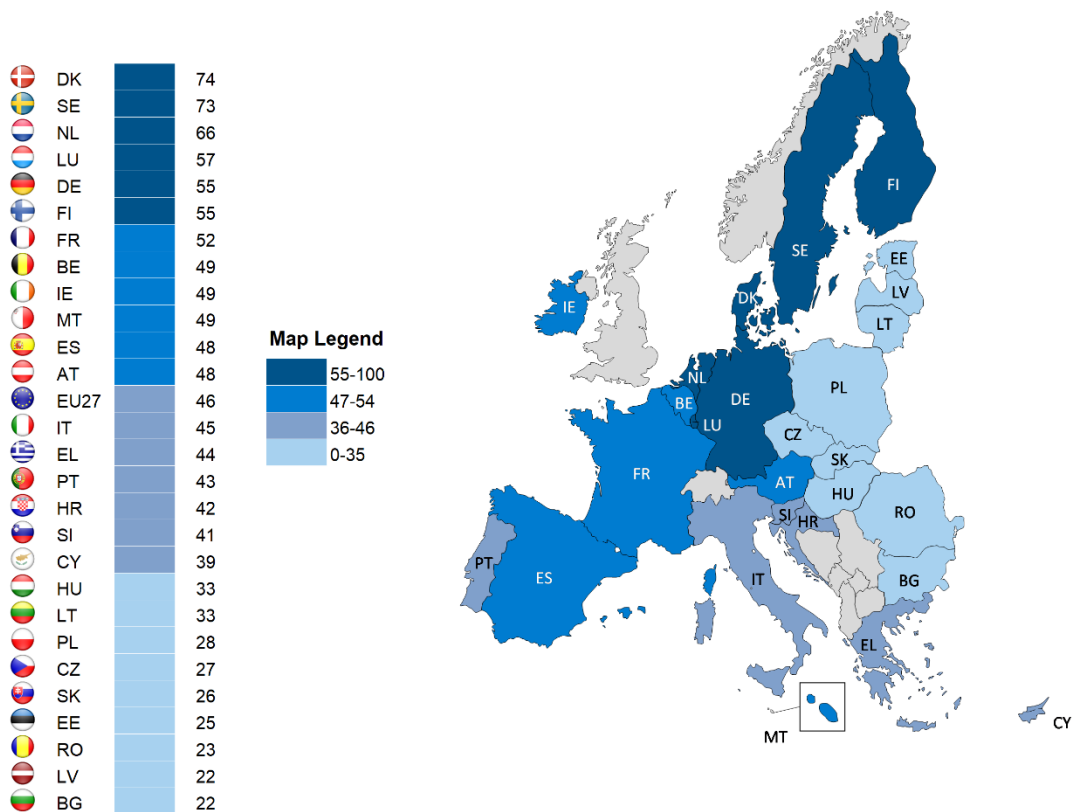 DK 74
SE 73
NL 66
LU 57
DE 55
FI 55
FR 52
BE 49
IE 49
MT 49
ES 48
AT 48
EU27 46
IT 45
EL 44
PT 43
HR 42
SI 41
CY 39
HU 33
LT 33
PL 28
CZ 27
SK 26
EE 25
RO 23
LV 22
BG 22
Map Legend
55-100
47-54
36-46
0-35
FI
SE
EE
LV
LT
DK
IE
NL
BE
DE
LU
PL
CZ
SK
FR
AT
HU
RO
SI
HR
PT
ES
IT
BG
EL
MT
CY